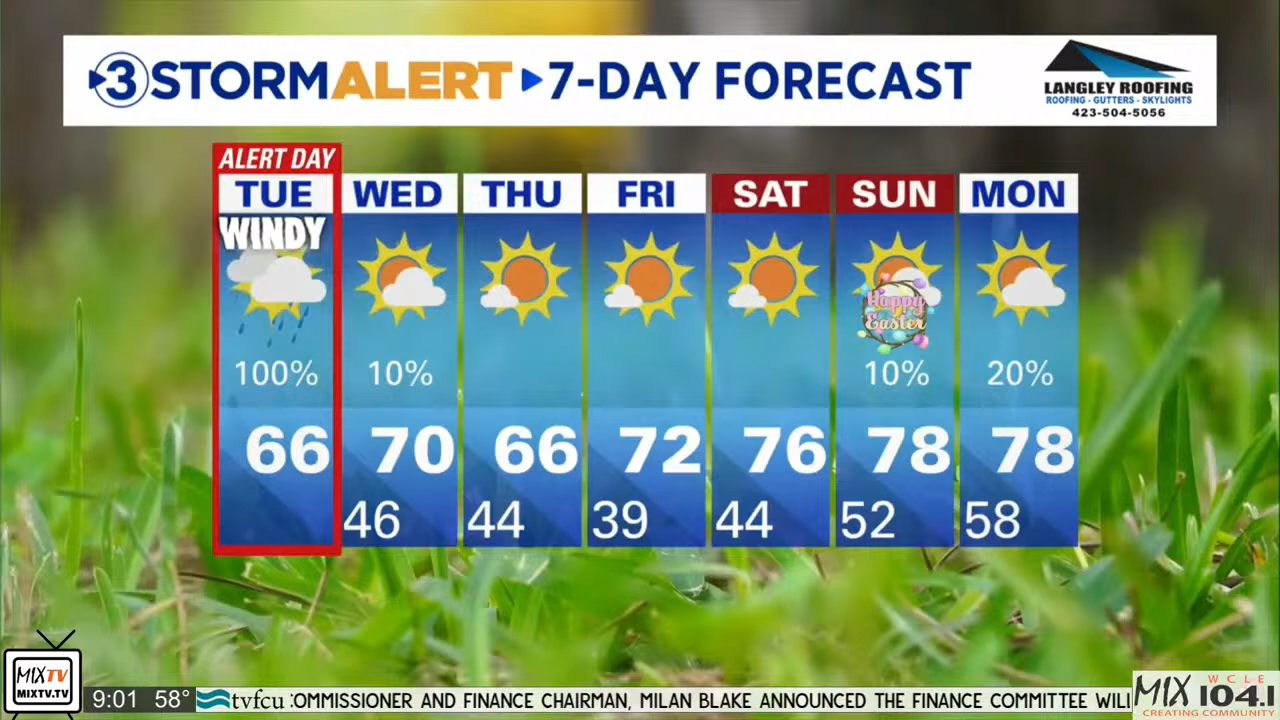 3 STORM ALERT 7-DAY FORECAST
LANGLEY ROOFING
ROOFING - GUTTERS - SKYLIGHTS
423-504-5056
ALERT DAY
TUE WED THU FRI SAT SUN MON
WINDY
Happy
Easter
100% 10% 10% 20%
66 70 66 72 76 78 78
46 44 39 44 52 58
MIXTV
MIXTV.TV
9:01 58° tvfcu :OMMISSIONER AND FINANCE CHAIRMAN, MILAN BLAKE ANNOUNCED THE FINANCE COMMITTEE WILL
WCLE
MIX 104.1
CREATING COMMUNITY